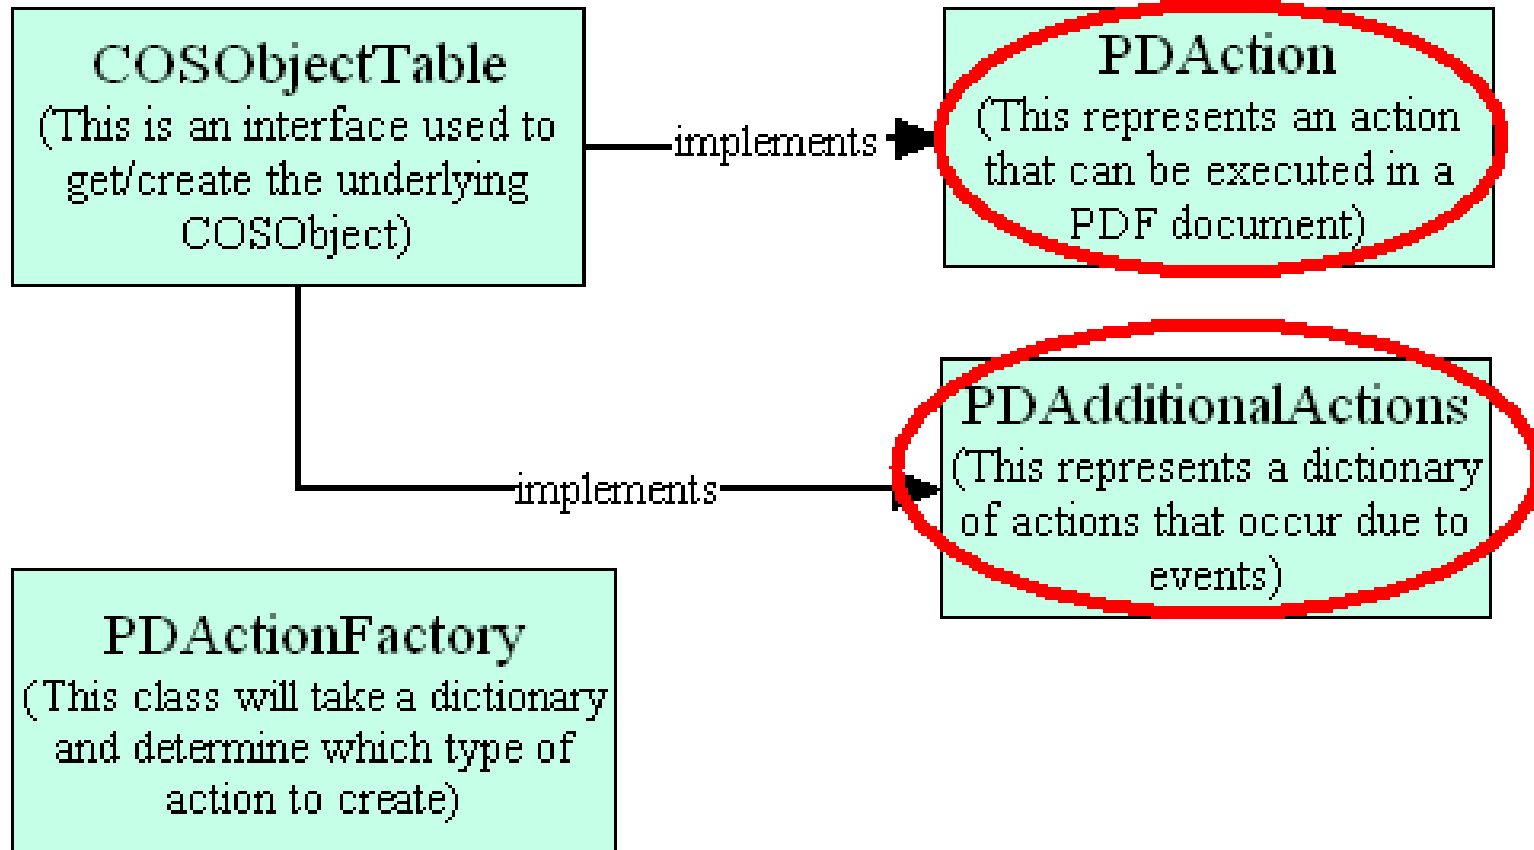 COSObjectTable
(This is an interface used to
get/create the underlying
COSObject)
implements
PDAction
(This represents an action
that can be executed in a
PDF document)
implements
PDAdditionalActions
(This represents a dictionary
of actions that occur due to
events)
PDActionFactory
(This class will take a dictionary
and determine which type of
action to create)